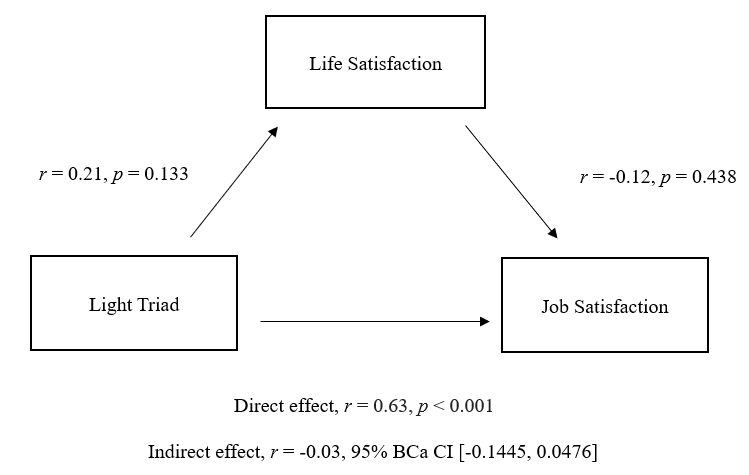 Life Satisfaction
r = 0.21, p = 0.133
r = -0.12, p = 0.438
Light Triad
Job Satisfaction
Direct effect, r = 0.63, p < 0.001
Indirect effect, r = -0.03, 95% BCa CI [-0.1445, 0.0476]